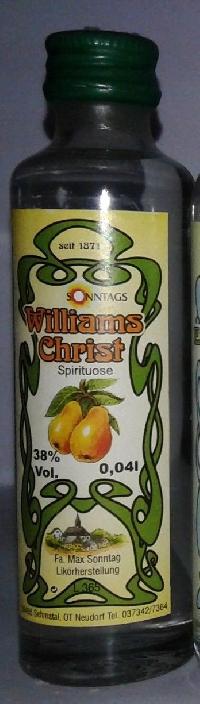 seit 1871
SONNTAGS
Williams
Christ
Spirituose
38%
Vol.
0,04l
Fa. Max Sonntag
Likörherstellung
L 365
Sehmatal, OT Neudorf Tel. 037342/7364